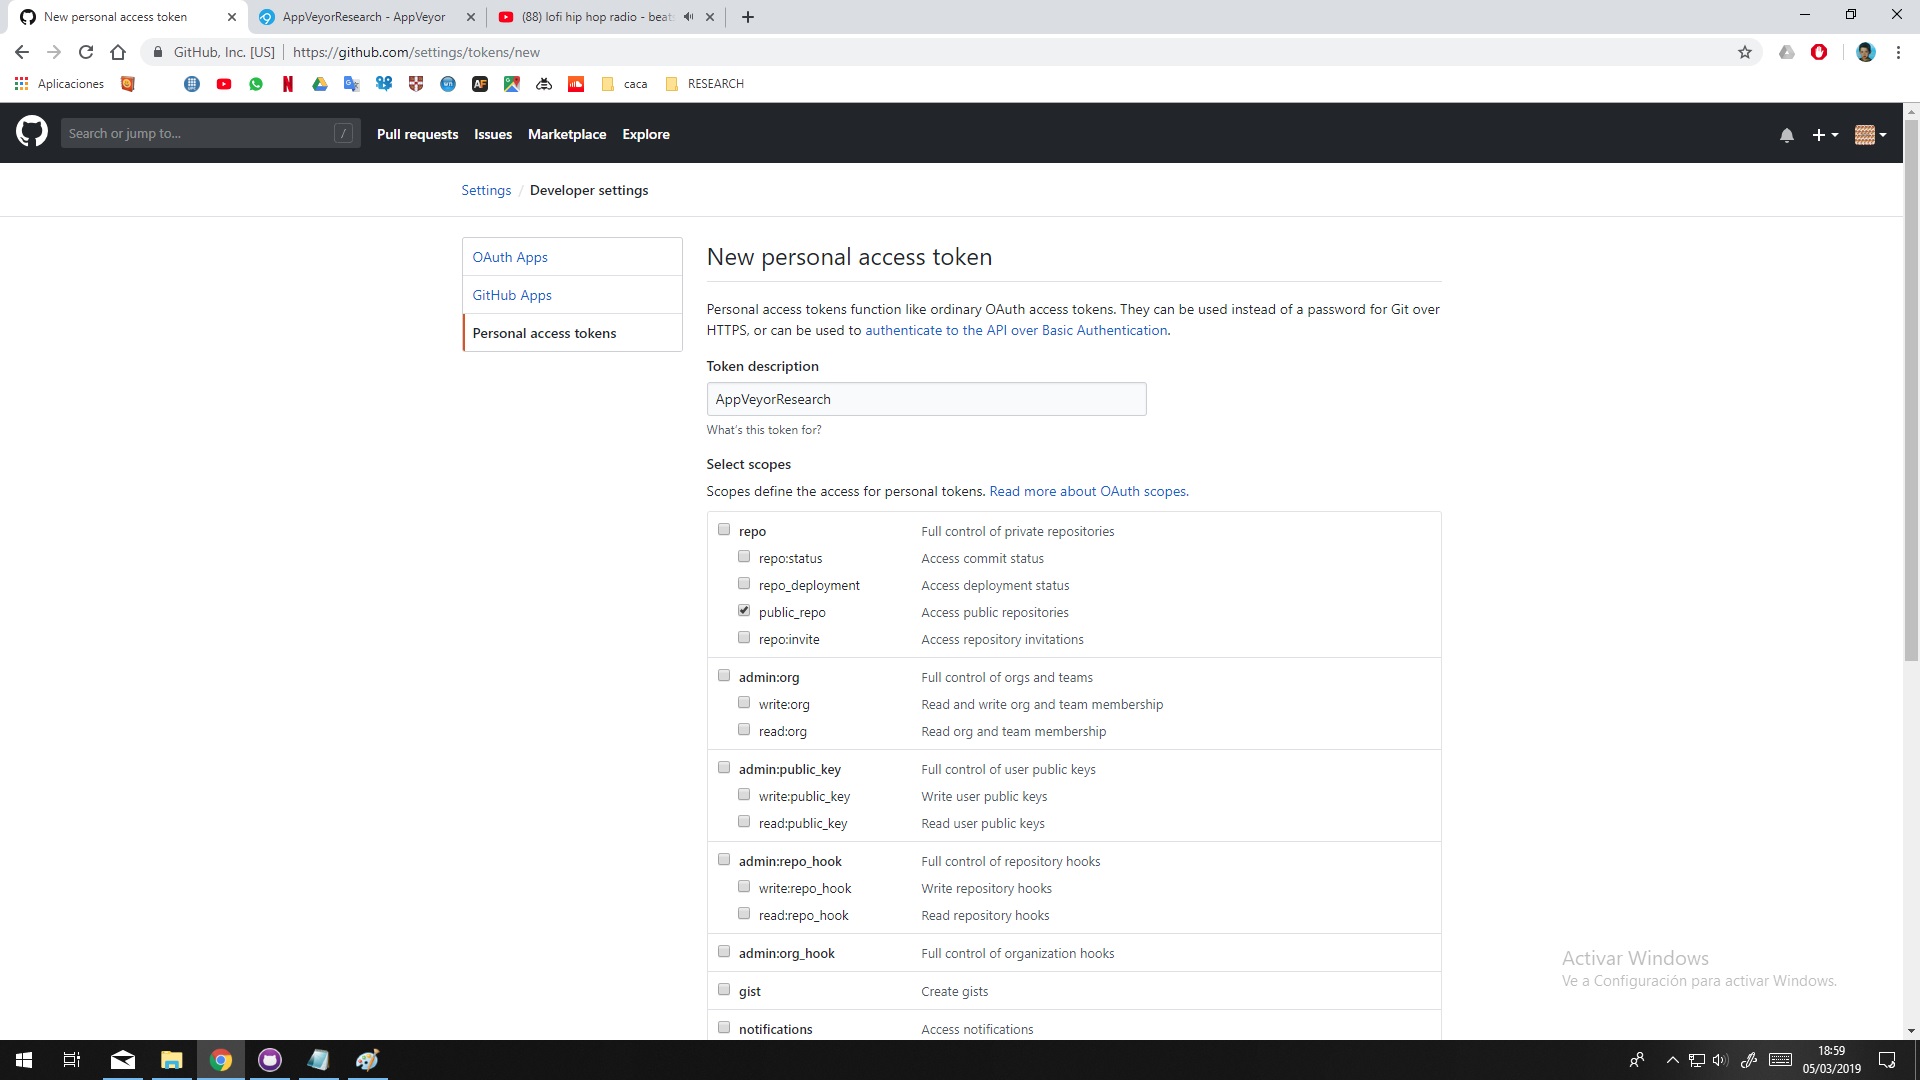 New personal access token
AppVeyorResearch - AppVeyor
(88) lofi hip hop radio - beats
GitHub, Inc. [US] https://github.com/settings/tokens/new
Aplicaciones
AF
caca
RESEARCH
Search or jump to... /
Pull requests Issues Marketplace Explore
Settings / Developer settings
OAuth Apps
GitHub Apps
Personal access tokens
New personal access token
Personal access tokens function like ordinary OAuth access tokens. They can be used instead of a password for Git over
HTTPS, or can be used to authenticate to the API over Basic Authentication.
Token description
AppVeyorResearch
What's this token for?
Select scopes
Scopes define the access for personal tokens. Read more about OAuth scopes.
repo Full control of private repositories
repo:status Access commit status
repo_deployment Access deployment status
public_repo Access public repositories
repo:invite Access repository invitations
admin:org Full control of orgs and teams
write:org Read and write org and team membership
read:org Read org and team membership
admin:public_key Full control of user public keys
write:public_key Write user public keys
read:public_key Read user public keys
admin:repo_hook Full control of repository hooks
write:repo_hook Write repository hooks
read:repo_hook Read repository hooks
admin:org_hook Full control of organization hooks
gist Create gists
notifications Access notifications
Activar Windows
Ve a Configuración para activar Windows.
18:59
05/03/2019